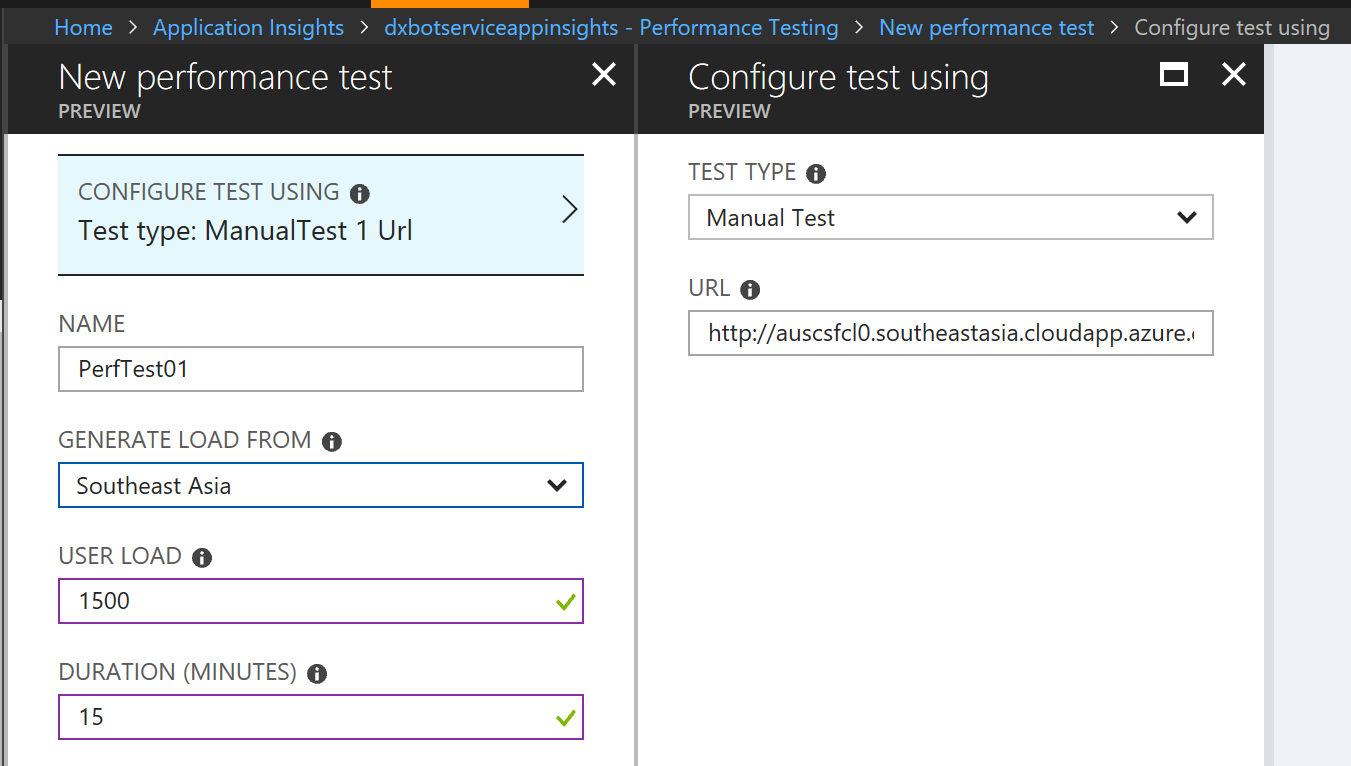 Home > Application Insights > dxbotserviceappinsights - Performance Testing > New performance test > Configure test using
New performance test
PREVIEW
CONFIGURE TEST USING
Test type: ManualTest 1 Url
NAME
PerfTest01
GENERATE LOAD FROM
Southeast Asia
USER LOAD
1500
DURATION (MINUTES)
15
Configure test using
PREVIEW
TEST TYPE
Manual Test
URL
http://auscsfcl0.southeastasia.cloudapp.azure.